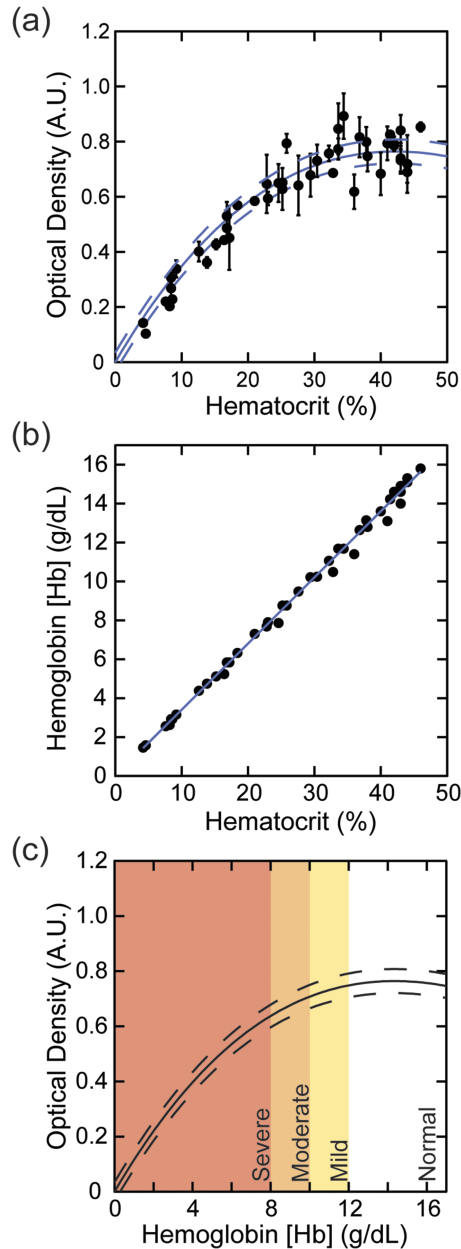 (a)
1.2
1.0
0.8
0.6
0.4
0.2
0
Optical Density (A.U.)
0 10 20 30 40 50
Hematocrit (%)
(b)
16
14
12
10
8
6
4
2
0
Hemoglobin [Hb] (g/dL)
0 10 20 30 40 50
Hematocrit (%)
(c)
1.2
1.0
0.8
0.6
0.4
0.2
0
Optical Density (A.U.)
Severe
Moderate
Mild
Normal
0 4 8 12 16
Hemoglobin [Hb] (g/dL)